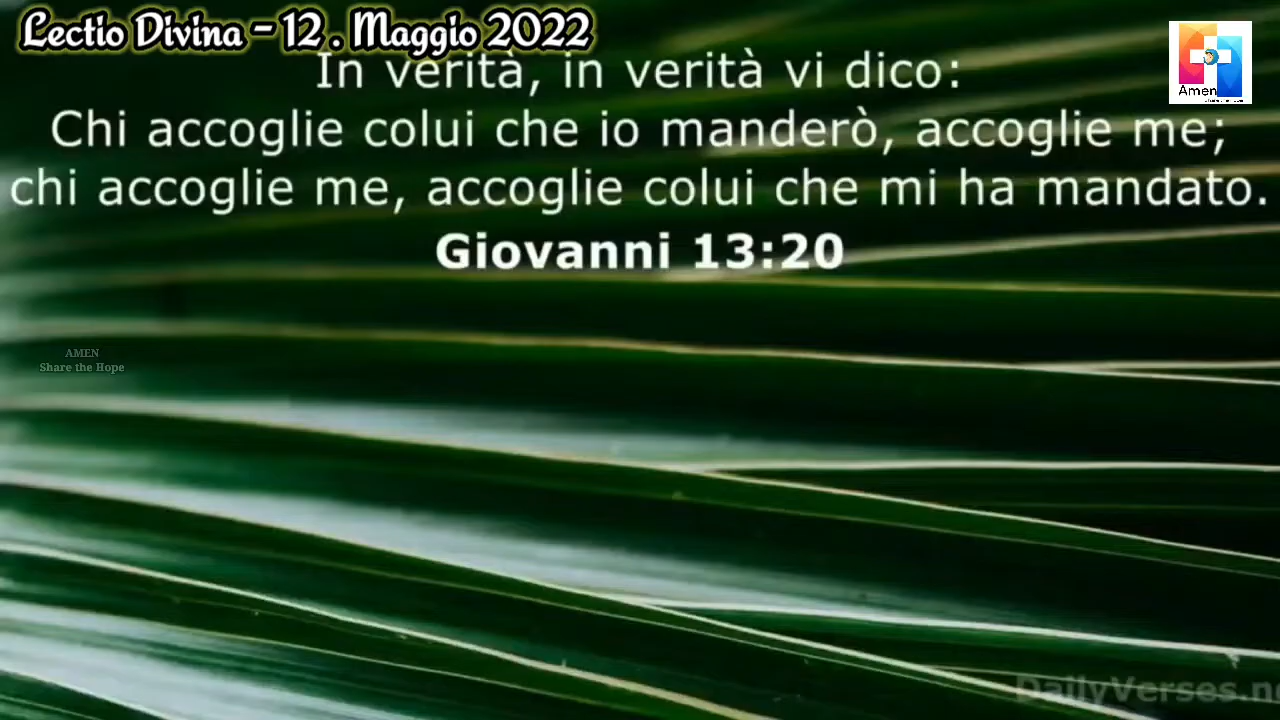 Lectio Divina - 12 . Maggio 2022
In verità, in verità vi dico:
Chi accoglie colui che io manderò, accoglie me;
chi accoglie me, accoglie colui che mi ha mandato.
Giovanni 13:20
Amen
AMEN
Share the Hope
DailyVerses.ne